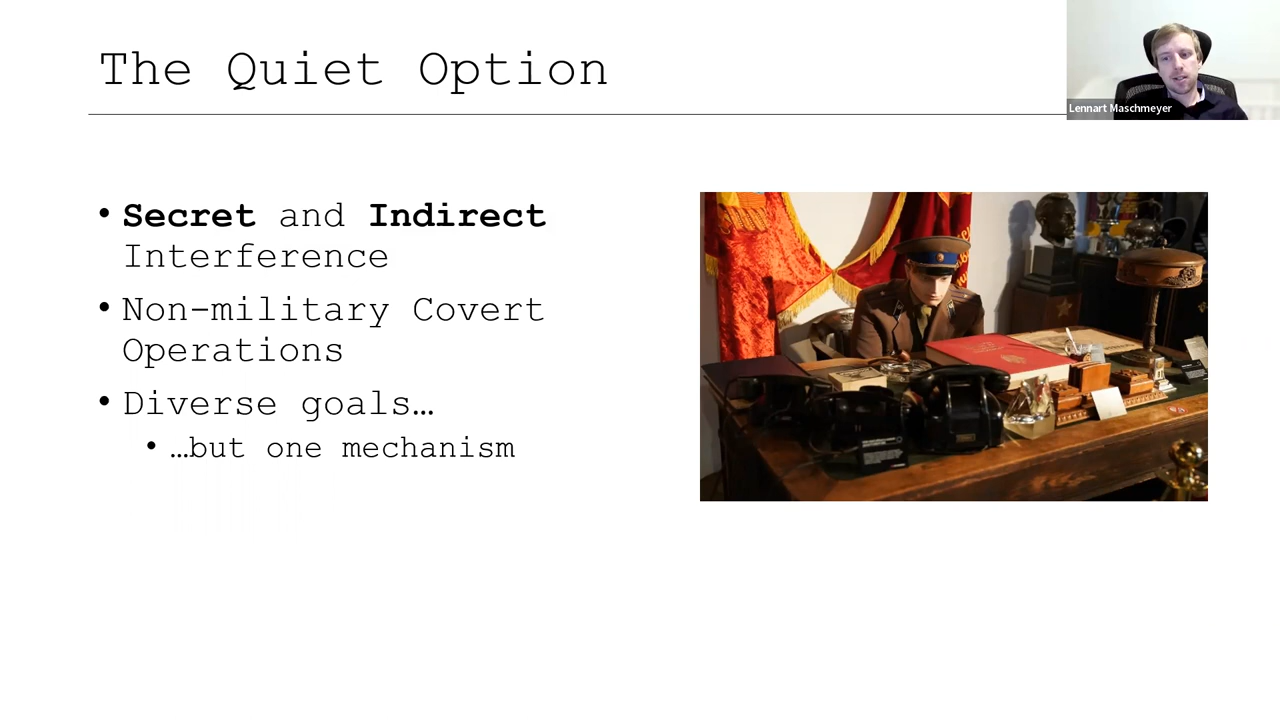 The Quiet Option
Lennart Maschmeyer
• Secret and Indirect
Interference
• Non-military Covert
Operations
• Diverse goals…
• …but one mechanism